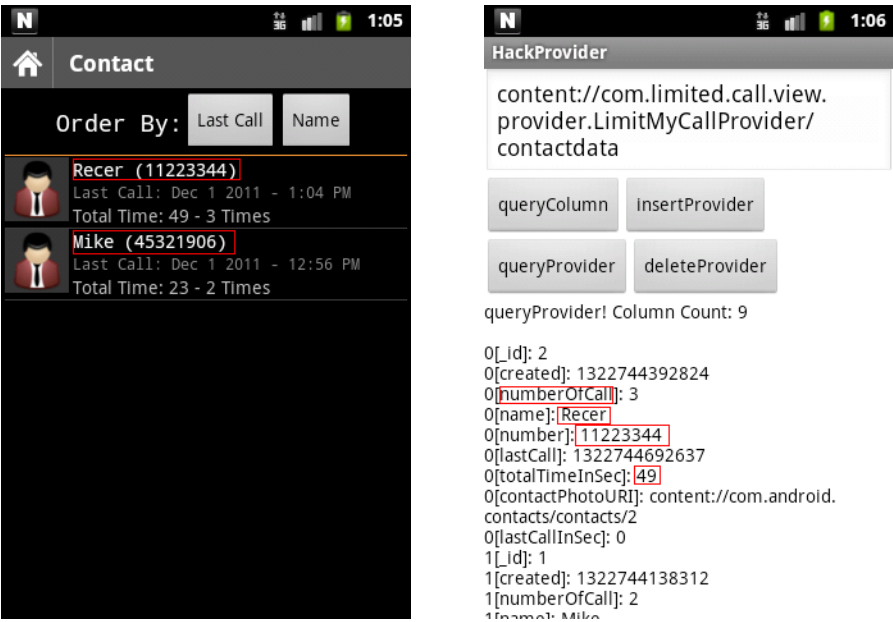 N 3G 1:05
Contact
Order By: Last Call Name
Recer (11223344)
Last Call: Dec 1 2011 - 1:04 PM
Total Time: 49 - 3 Times
Mike (45321906)
Last Call: Dec 1 2011 - 12:56 PM
Total Time: 23 - 2 Times
N 3G 1:06
HackProvider
content://com.limited.call.view.
provider.LimitMyCallProvider/
contactdata
queryColumn insertProvider
queryProvider deleteProvider
queryProvider! Column Count: 9
0[_id]: 2
0[created]: 1322744392824
0[numberOfCall]: 3
0[name]: Recer
0[number]: 11223344
0[lastCall]: 1322744692637
0[totalTimeInSec]: 49
0[contactPhotoURI]: content://com.android.
contacts/contacts/2
0[lastCallInSec]: 0
1[_id]: 1
1[created]: 1322744138312
1[numberOfCall]: 2
1[name]: Mike